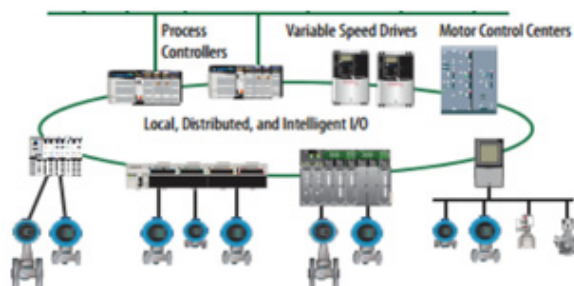 Process
Controllers
Variable Speed Drives
Motor Control Centers
Local, Distributed, and Intelligent I/O